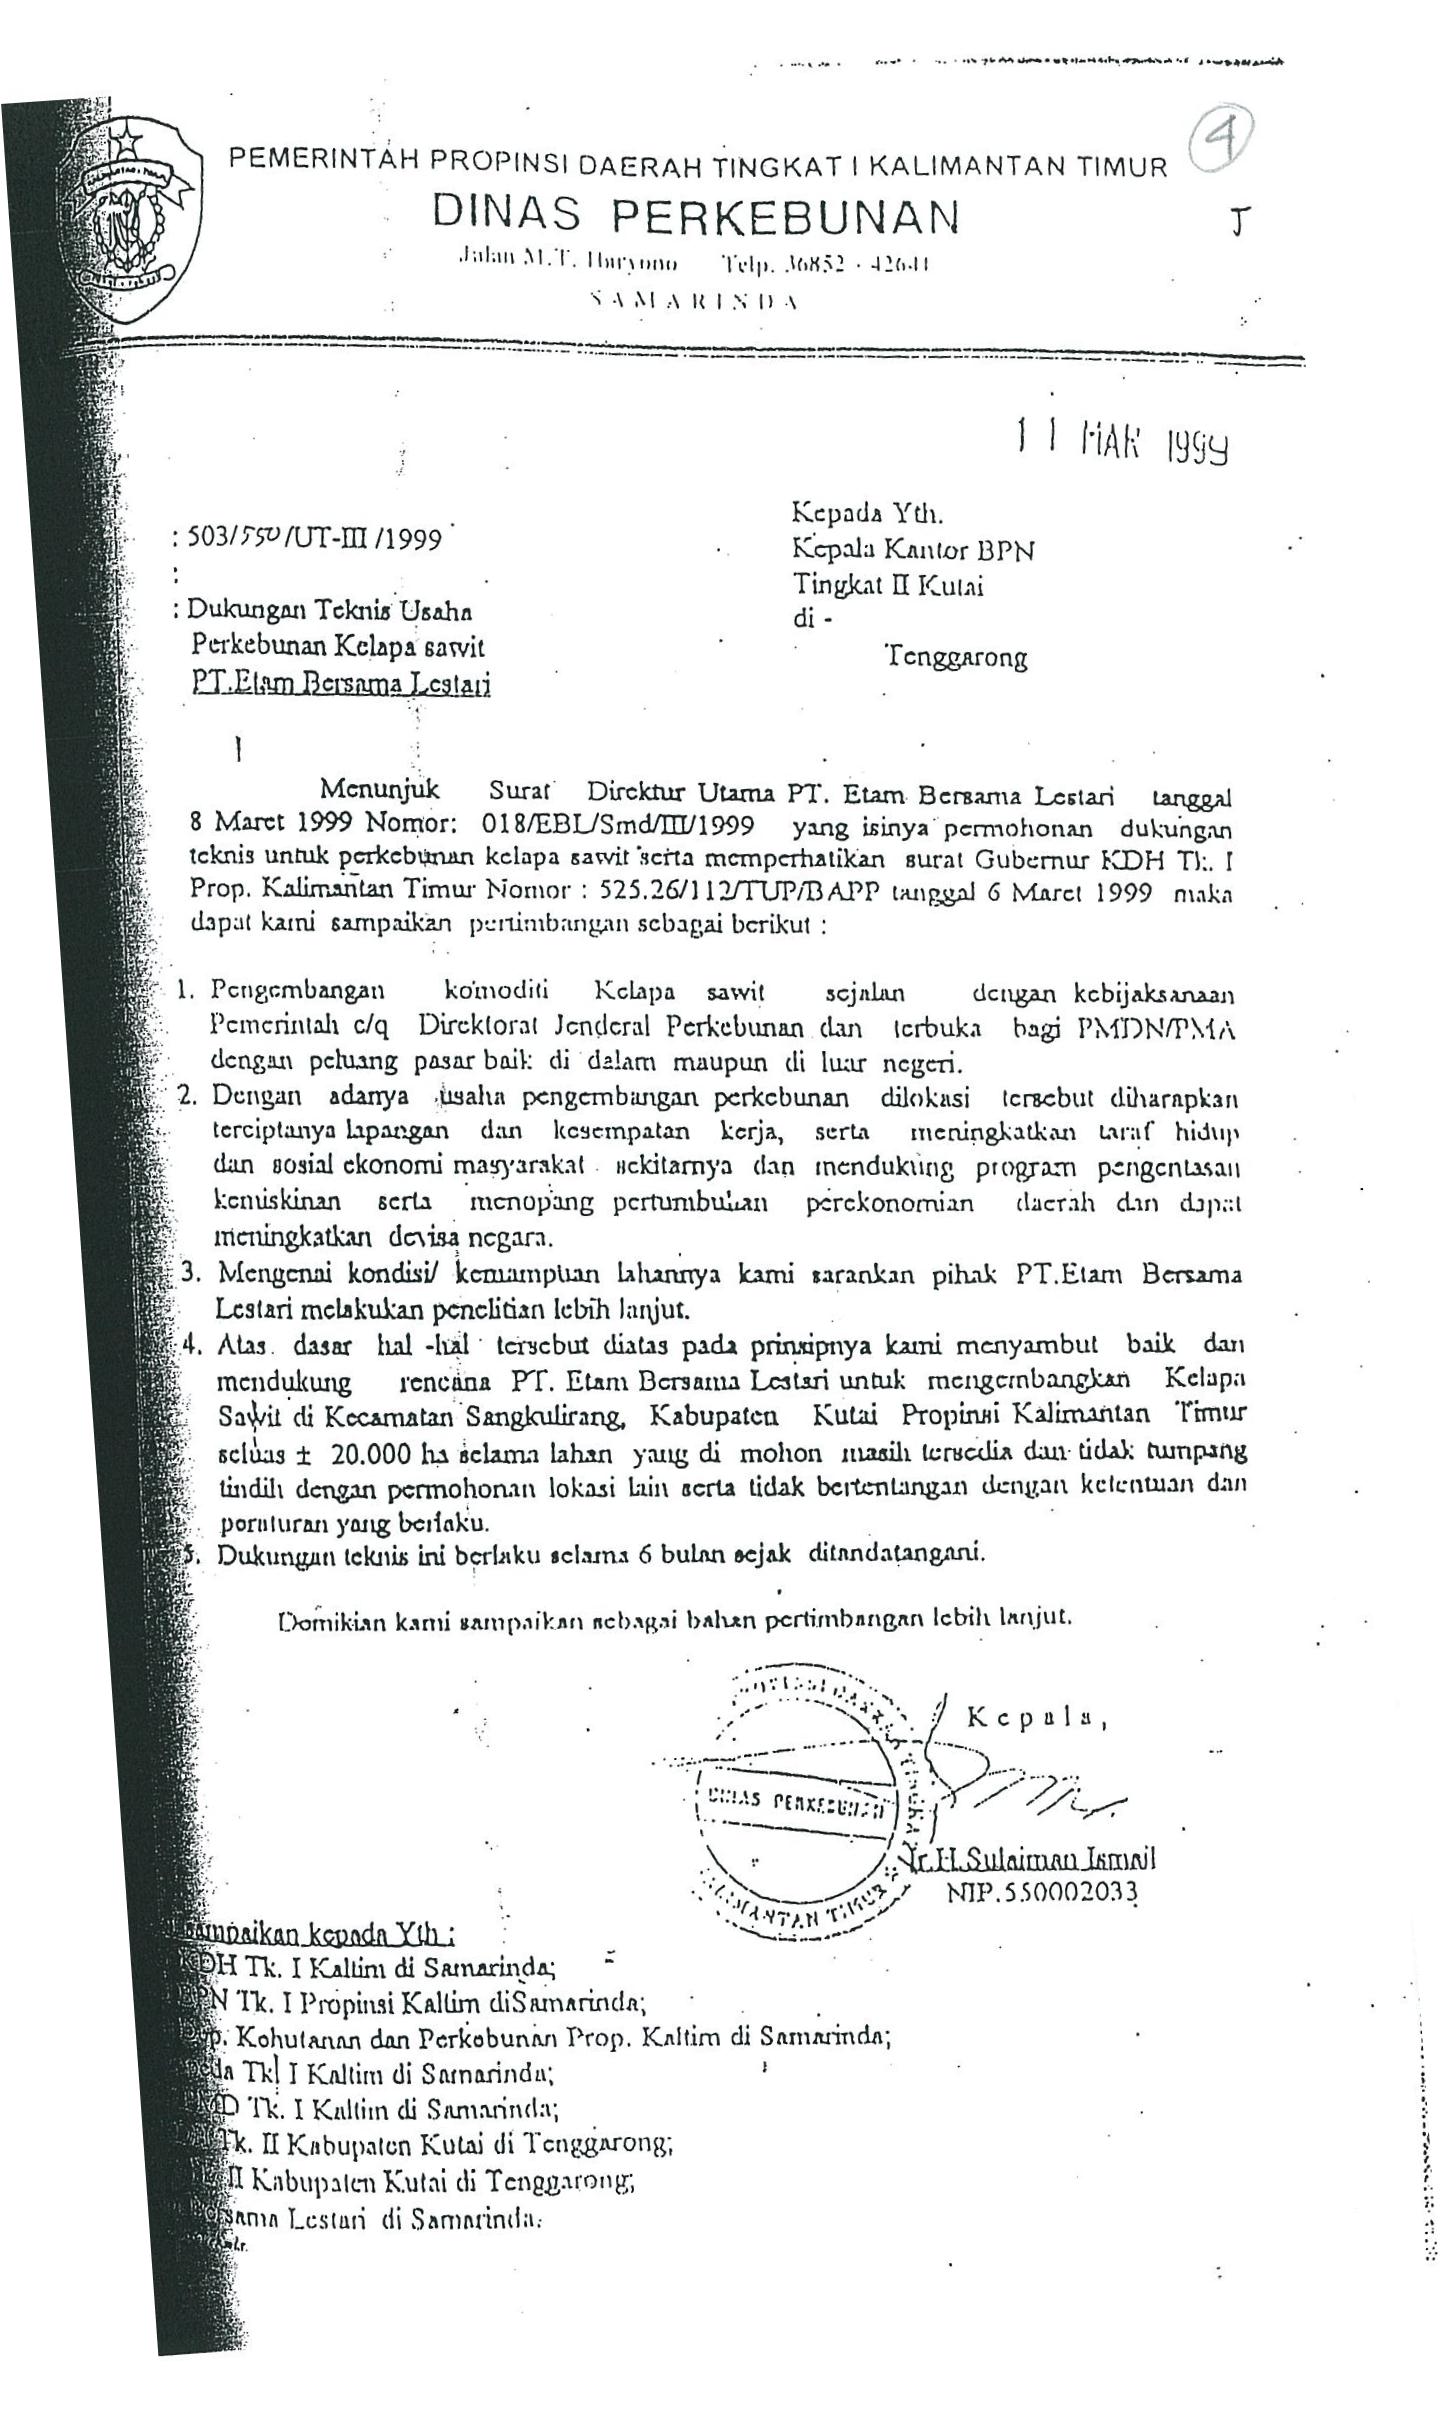 4
PEMERINTAH PROPINSI DAERAH TINGKAT I KALIMANTAN TIMUR
DINAS PERKEBUNAN
J
Jalan M.T. Haryono Telp. 36852 - 42641
SAMARINDA
11 MAR 1999
: 503/550/UT-III /1999
:
: Dukungan Teknis Usaha
Perkebunan Kelapa sawit
PT.Etam Bersama Lestari
Kepada Yth.
Kepala Kantor BPN
Tingkat II Kutai
di -
Tenggarong
Menunjuk Surat Direktur Utama PT. Etam Bersama Lestari tanggal
8 Maret 1999 Nomor: 018/EBL/Smd/III/1999 yang isinya permohonan dukungan
teknis untuk perkebunan kelapa sawit serta memperhatikan surat Gubernur KDH Tk. I
Prop. Kalimantan Timur Nomor : 525.26/112/TUP/BAPP tanggal 6 Maret 1999 maka
dapat kami sampaikan pertimbangan sebagai berikut :
1. Pengembangan komoditi Kelapa sawit sejalan dengan kebijaksanaan
Pemerintah c/q Direktorat Jenderal Perkebunan dan terbuka bagi PMDN/PMA
dengan peluang pasar baik di dalam maupun di luar negeri.
2. Dengan adanya usaha pengembangan perkebunan dilokasi tersebut diharapkan
terciptanya lapangan dan kesempatan kerja, serta meningkatkan taraf hidup
dan sosial ekonomi masyarakat sekitarnya dan mendukung program pengentasan
kemiskinan serta menopang pertumbuhan perekonomian daerah dan dapat
meningkatkan devisa negara.
3. Mengenai kondisi/ kemampuan lahannya kami sarankan pihak PT.Etam Bersama
Lestari melakukan penelitian lebih lanjut.
4. Atas dasar hal -hal tersebut diatas pada prinsipnya kami menyambut baik dan
mendukung rencana PT. Etam Bersama Lestari untuk mengembangkan Kelapa
Sawit di Kecamatan Sangkulirang, Kabupaten Kutai Propinsi Kalimantan Timur
seluas ± 20.000 ha selama lahan yang di mohon masih tersedia dan tidak tumpang
tindih dengan permohonan lokasi lain serta tidak bertentangan dengan ketentuan dan
peraturan yang berlaku.
5. Dukungan teknis ini berlaku selama 6 bulan sejak ditandatangani.
Demikian kami sampaikan sebagai bahan pertimbangan lebih lanjut.
Kepala,
DINAS PERKEBUNAN
KALIMANTAN TIMUR
Ir.H.Sulaiman Ismail
NIP.550002033
sampaikan kepada Yth :
KDH Tk. I Kaltim di Samarinda;
BPN Tk. I Propinsi Kaltim diSamarinda;
Kehutanan dan Perkebunan Prop. Kaltim di Samarinda;
Tk. I Kaltim di Samarinda;
Tk. I Kaltim di Samarinda;
Tk. II Kabupaten Kutai di Tenggarong;
II Kabupaten Kutai di Tenggarong;
Bersama Lestari di Samarinda.